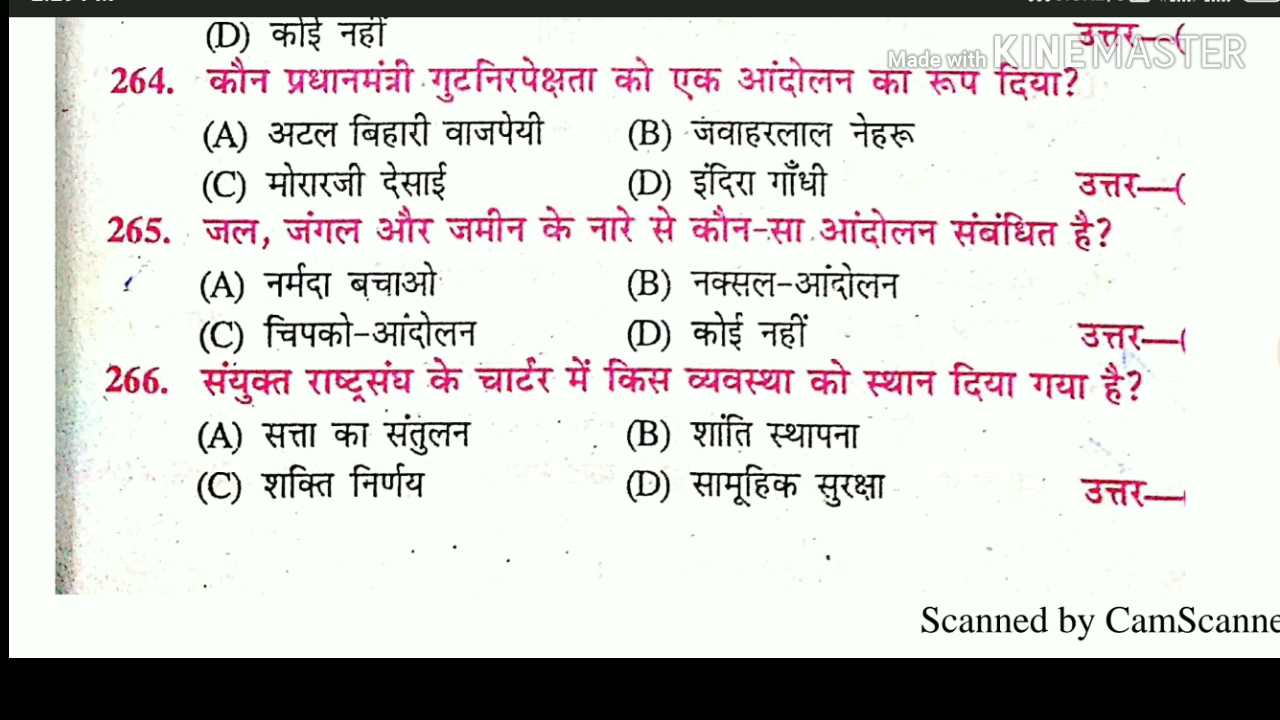 (D) कोई नहीं उत्तर—(
Made with KINEMASTER
264. कौन प्रधानमंत्री गुटनिरपेक्षता को एक आंदोलन का रूप दिया?
(A) अटल बिहारी वाजपेयी (B) जवाहरलाल नेहरू
(C) मोरारजी देसाई (D) इंदिरा गाँधी उत्तर—(
265. जल, जंगल और जमीन के नारे से कौन-सा आंदोलन संबंधित है?
(A) नर्मदा बचाओ (B) नक्सल-आंदोलन
(C) चिपको-आंदोलन (D) कोई नहीं उत्तर—(
266. संयुक्त राष्ट्रसंघ के चार्टर में किस व्यवस्था को स्थान दिया गया है?
(A) सत्ता का संतुलन (B) शांति स्थापना
(C) शक्ति निर्णय (D) सामूहिक सुरक्षा उत्तर—(
Scanned by CamScanne